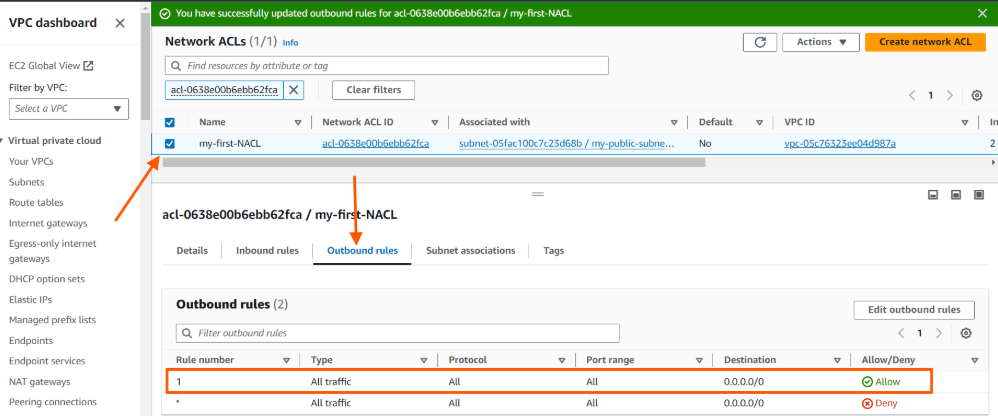 You have successfully updated outbound rules for acl-0638e00b6ebb62fca / my-first-NACL
VPC dashboard
EC2 Global View
Filter by VPC:
Select a VPC
Virtual private cloud
Your VPCs
Subnets
Route tables
Internet gateways
Egress-only internet
gateways
DHCP option sets
Elastic IPs
Managed prefix lists
Endpoints
Endpoint services
NAT gateways
Peering connections
Network ACLs (1/1) Info
Actions
Create network ACL
Find resources by attribute or tag
acl-0638e00b6ebb62fca
Clear filters
1
Name Network ACL ID Associated with Default VPC ID In
my-first-NACL acl-0638e00b6ebb62fca subnet-05fac100c7c23d68b / my-public-subne... No vpc-05c76323ee04d987a 2
acl-0638e00b6ebb62fca / my-first-NACL
Details Inbound rules Outbound rules Subnet associations Tags
Outbound rules (2)
Edit outbound rules
Filter outbound rules
1
Rule number Type Protocol Port range Destination Allow/Deny
1 All traffic All All 0.0.0.0/0 Allow
* All traffic All All 0.0.0.0/0 Deny